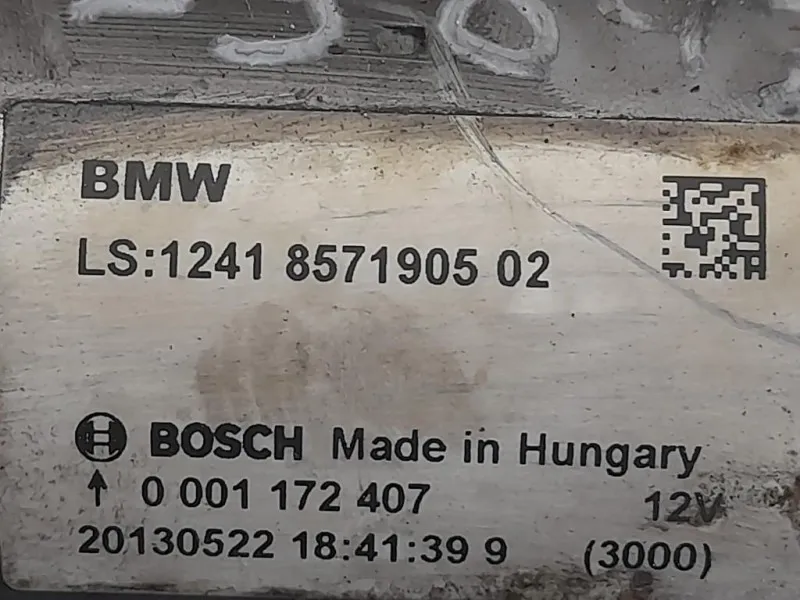 BMW
LS:1241 8571905 02
BOSCH Made in Hungary
↑ 0 001 172 407 12V
20130522 18:41:39 9 (3000)